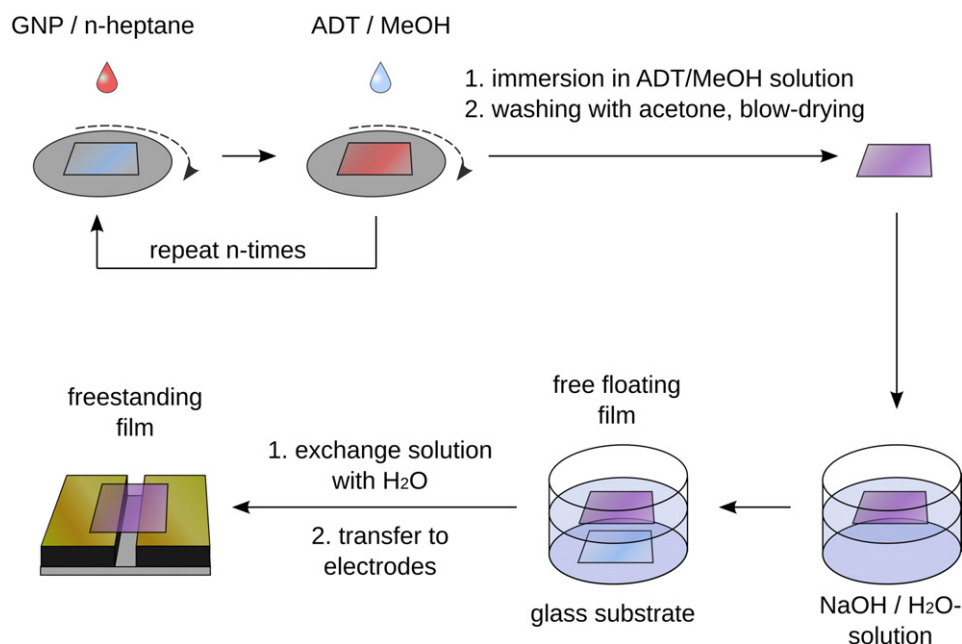 GNP / n-heptane
ADT / MeOH
1. immersion in ADT/MeOH solution
2. washing with acetone, blow-drying
repeat n-times
freestanding
film
1. exchange solution
with H₂O
2. transfer to
electrodes
free floating
film
glass substrate
NaOH / H₂O-
solution